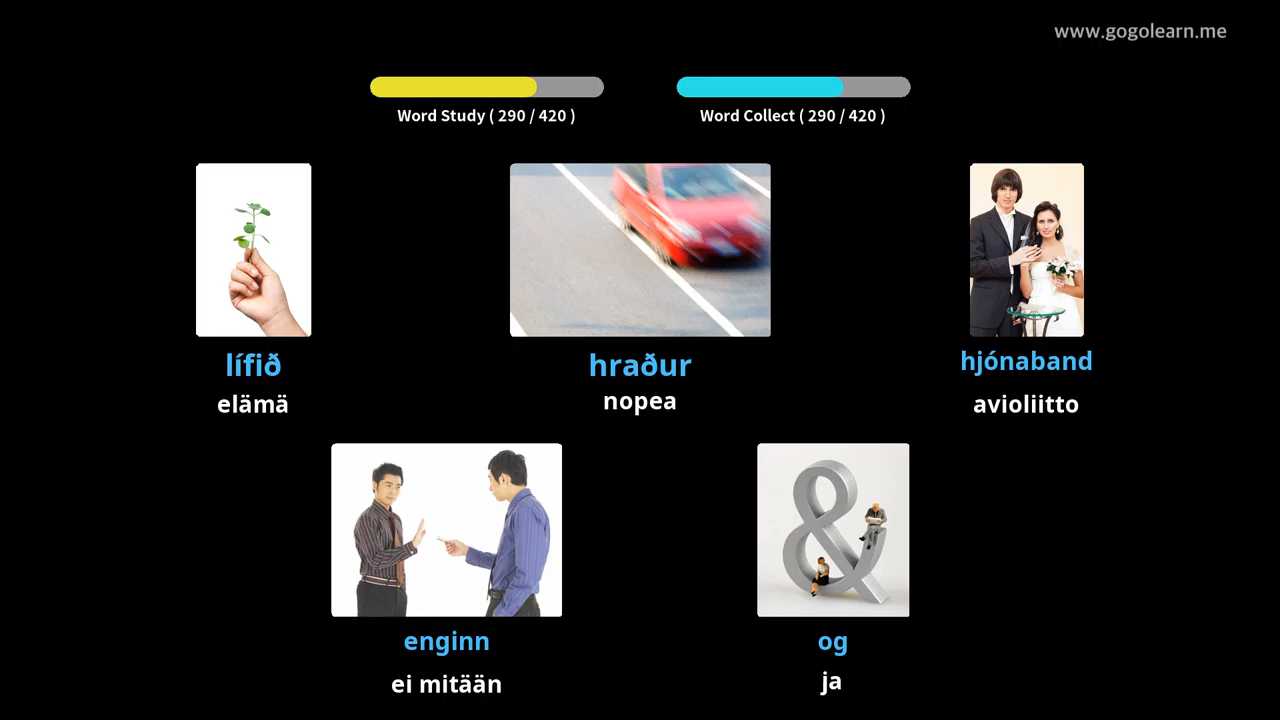 www.gogolearn.me
Word Study ( 290 / 420 )
Word Collect ( 290 / 420 )
lífið
elämä
hraður
nopea
hjónaband
avioliitto
enginn
ei mitään
&
og
ja